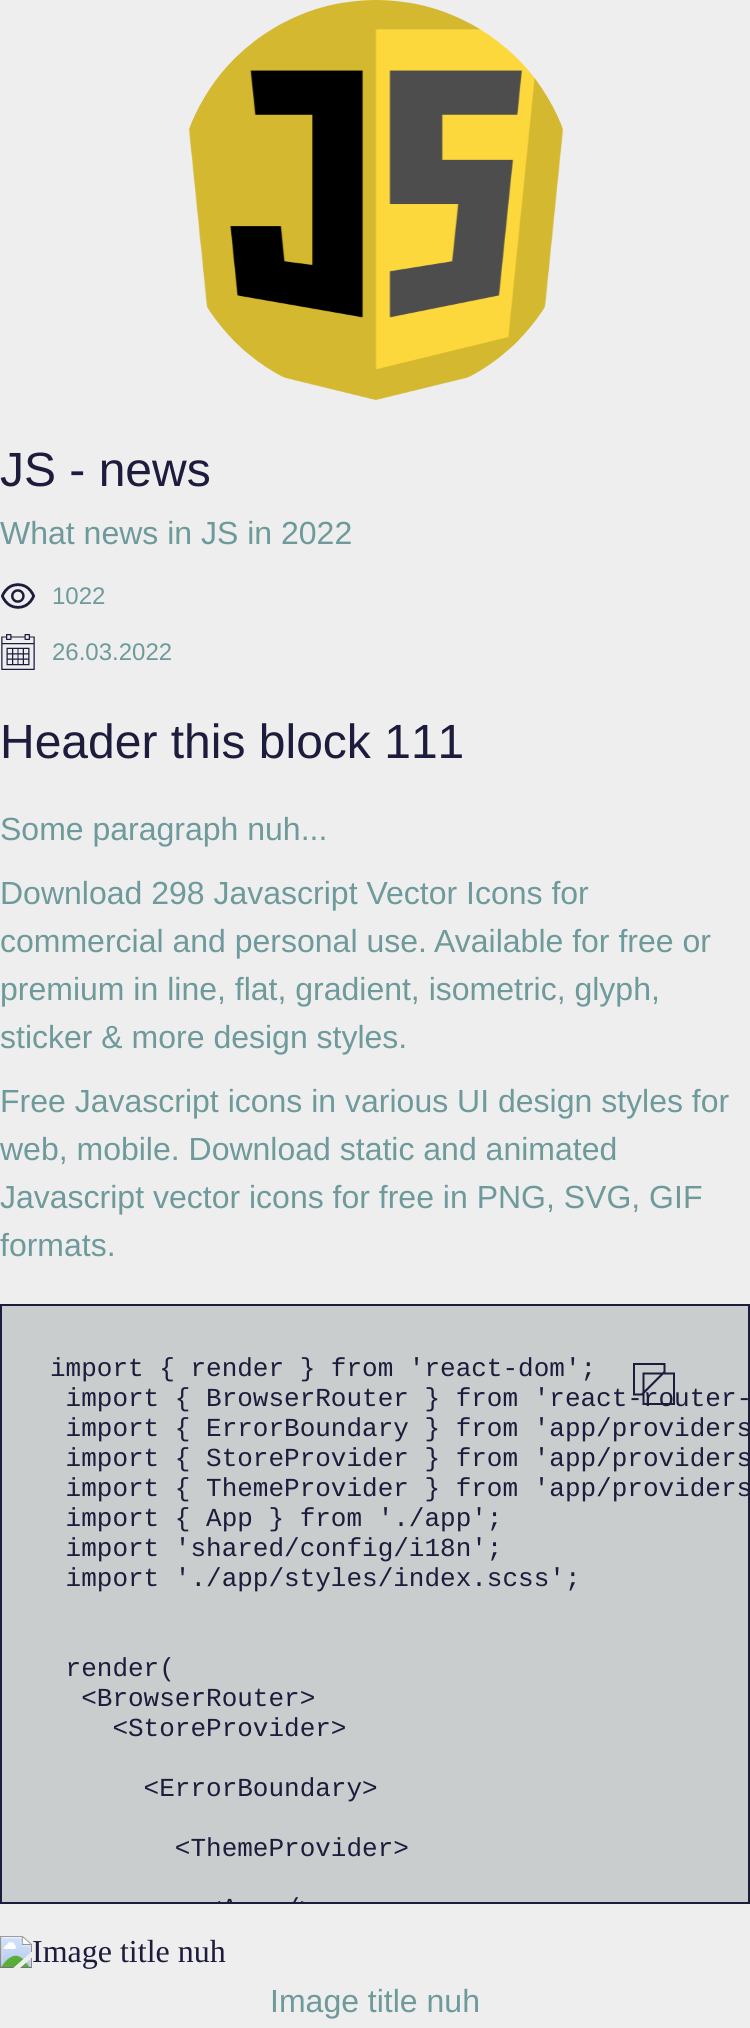 JS
JS - news
What news in JS in 2022
1022
26.03.2022
Header this block 111
Some paragraph nuh...
Download 298 Javascript Vector Icons for
commercial and personal use. Available for free or
premium in line, flat, gradient, isometric, glyph,
sticker & more design styles.
Free Javascript icons in various UI design styles for
web, mobile. Download static and animated
Javascript vector icons for free in PNG, SVG, GIF
formats.
import { render } from 'react-dom';
import { BrowserRouter } from 'react-router-
import { ErrorBoundary } from 'app/providers
import { StoreProvider } from 'app/providers
import { ThemeProvider } from 'app/providers
import { App } from './app';
import 'shared/config/i18n';
import './app/styles/index.scss';
render(
<BrowserRouter>
<StoreProvider>
<ErrorBoundary>
<ThemeProvider>
Image title nuh
Image title nuh